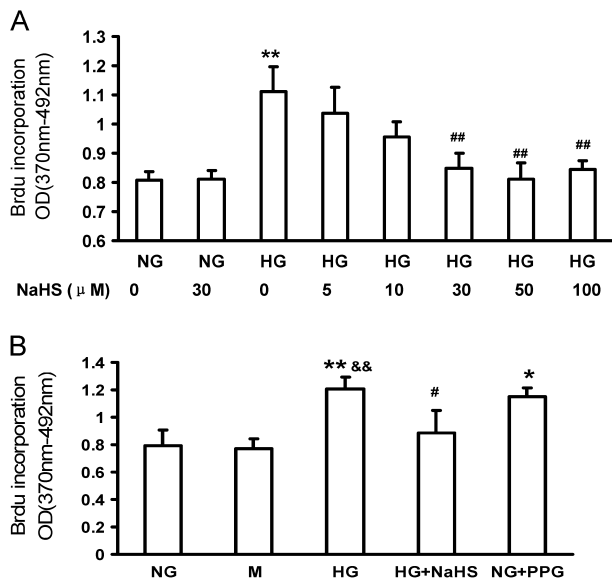 A
Brdu incorporation
OD(370nm-492nm)
1.3
1.2
1.1
1
0.9
0.8
0.7
0.6
**
##
##
##
NG NG HG HG HG HG HG HG
NaHS (μM) 0 30 0 5 10 30 50 100
B
Brdu incorporation
OD(370nm-492nm)
1.4
1.2
1
0.8
0.6
0.4
0.2
0
** &&
#
*
NG M HG HG+NaHS NG+PPG